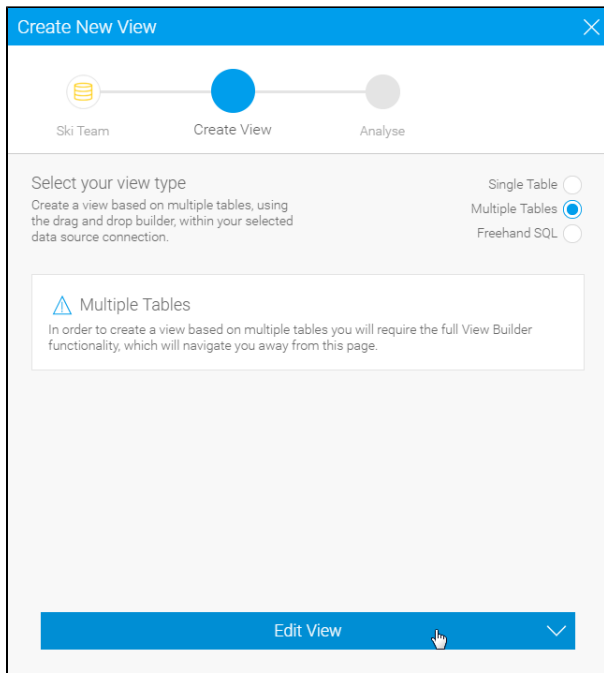 Create New View
Ski Team
Create View
Analyse
Select your view type
Create a view based on multiple tables, using
the drag and drop builder, within your selected
data source connection.
Single Table
Multiple Tables
Freehand SQL
Multiple Tables
In order to create a view based on multiple tables you will require the full View Builder
functionality, which will navigate you away from this page.
Edit View